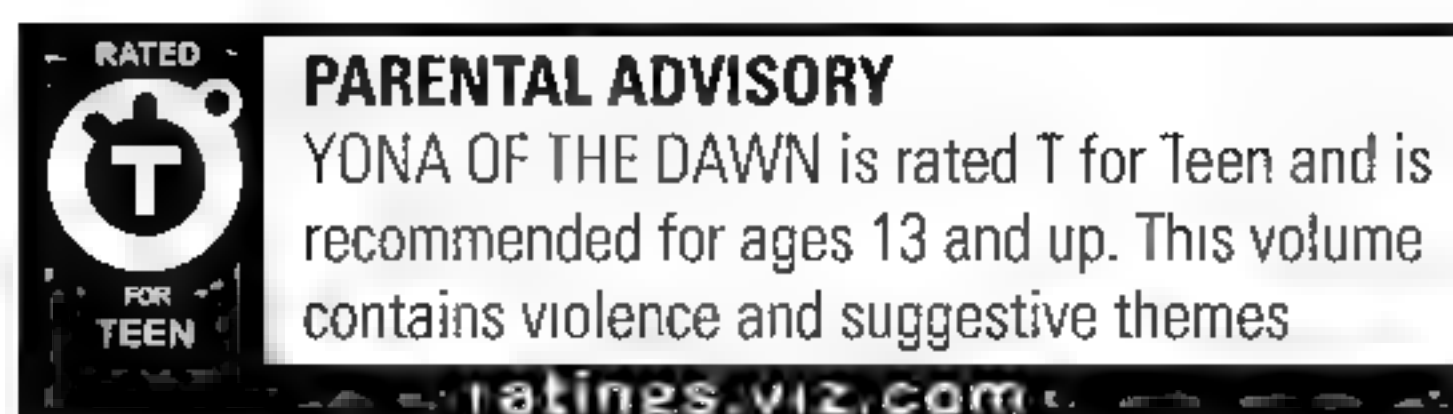 RATED
T
FOR
TEEN
PARENTAL ADVISORY
YONA OF THE DAWN is rated T for Teen and is
recommended for ages 13 and up. This volume
contains violence and suggestive themes
ratings.viz.com